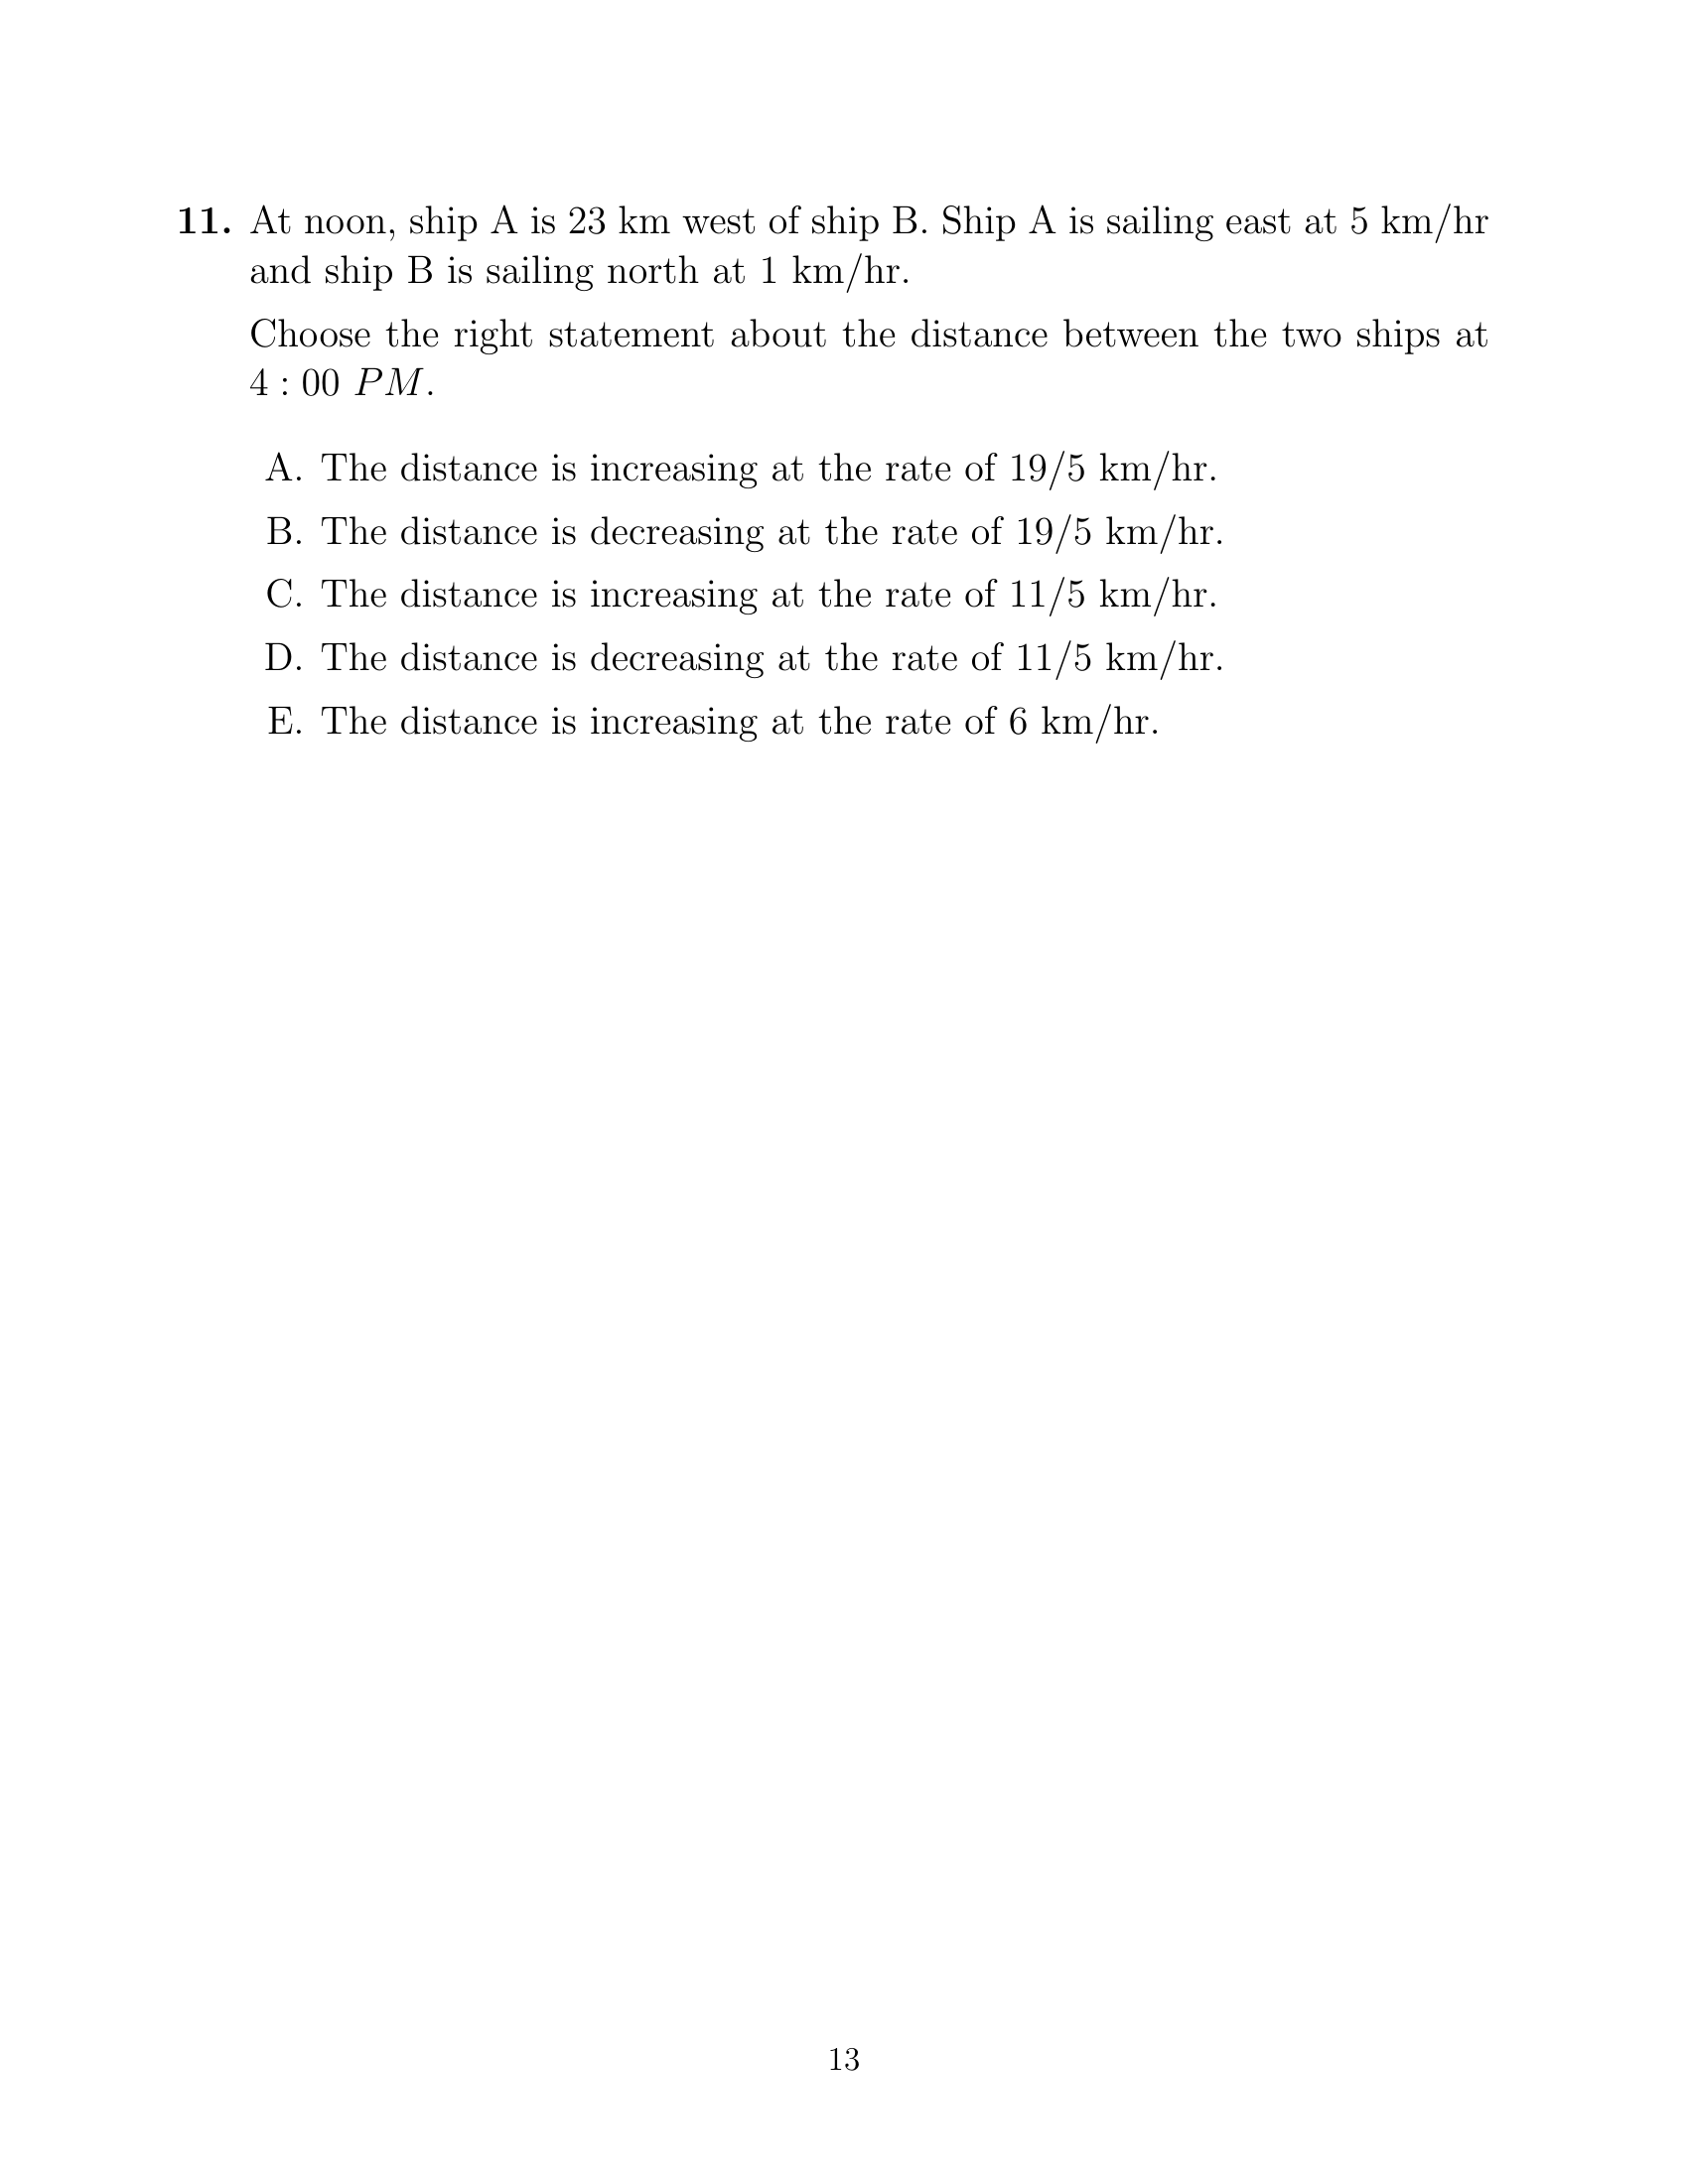 11. At noon, ship A is 23 km west of ship B. Ship A is sailing east at 5 km/hr
and ship B is sailing north at 1 km/hr.
Choose the right statement about the distance between the two ships at
4 : 00 PM.
A. The distance is increasing at the rate of 19/5 km/hr.
B. The distance is decreasing at the rate of 19/5 km/hr.
C. The distance is increasing at the rate of 11/5 km/hr.
D. The distance is decreasing at the rate of 11/5 km/hr.
E. The distance is increasing at the rate of 6 km/hr.
13